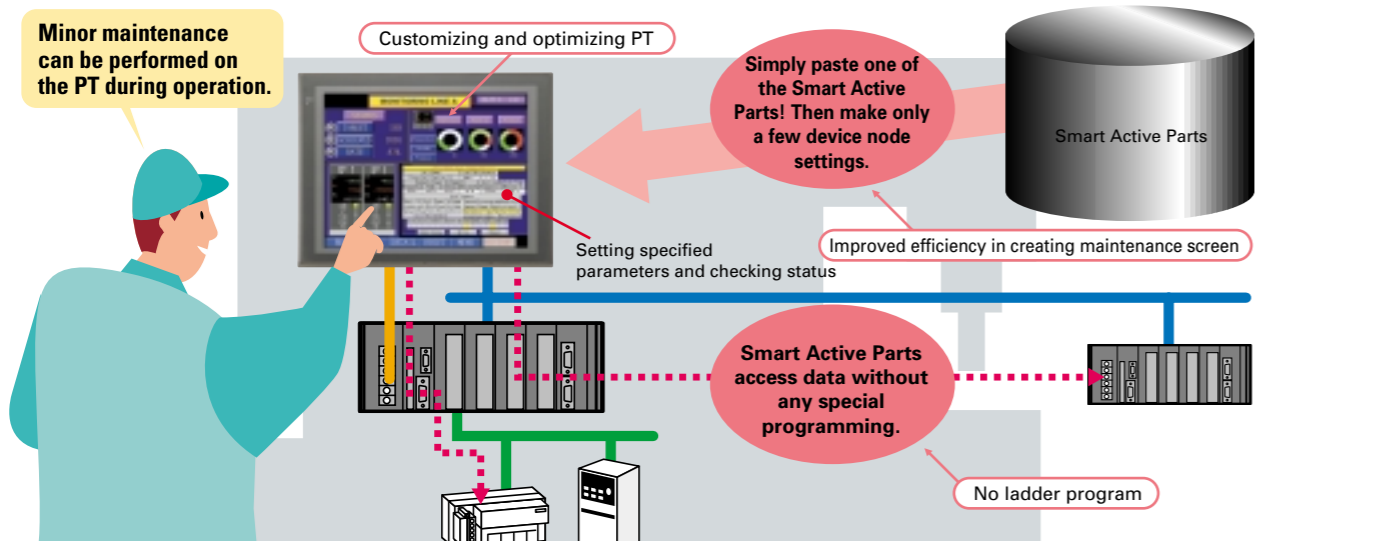 Minor maintenance
can be performed on
the PT during operation.
Customizing and optimizing PT
Simply paste one of
the Smart Active
Parts! Then make only
a few device node
settings.
Smart Active Parts
Improved efficiency in creating maintenance screen
Setting specified
parameters and checking status
Smart Active Parts
access data without
any special
programming.
No ladder program